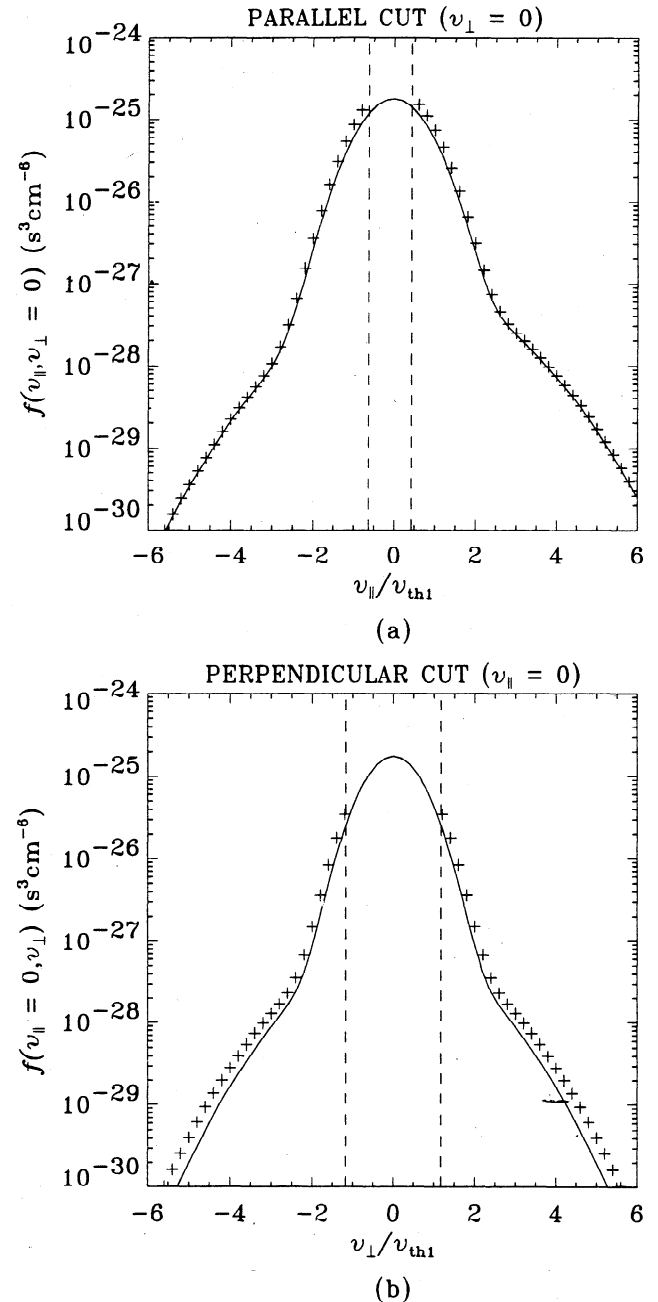 PARALLEL CUT (v⊥ = 0)
10⁻²⁴
10⁻²⁵
10⁻²⁶
10⁻²⁷
10⁻²⁸
10⁻²⁹
10⁻³⁰
f(v∥,v⊥ = 0) (s³cm⁻⁶)
−6 −4 −2 0 2 4 6
v∥/vth1
(a)
PERPENDICULAR CUT (v∥ = 0)
10⁻²⁴
10⁻²⁵
10⁻²⁶
10⁻²⁷
10⁻²⁸
10⁻²⁹
10⁻³⁰
f(v∥ = 0,v⊥) (s³cm⁻⁶)
−6 −4 −2 0 2 4 6
v⊥/vth1
(b)